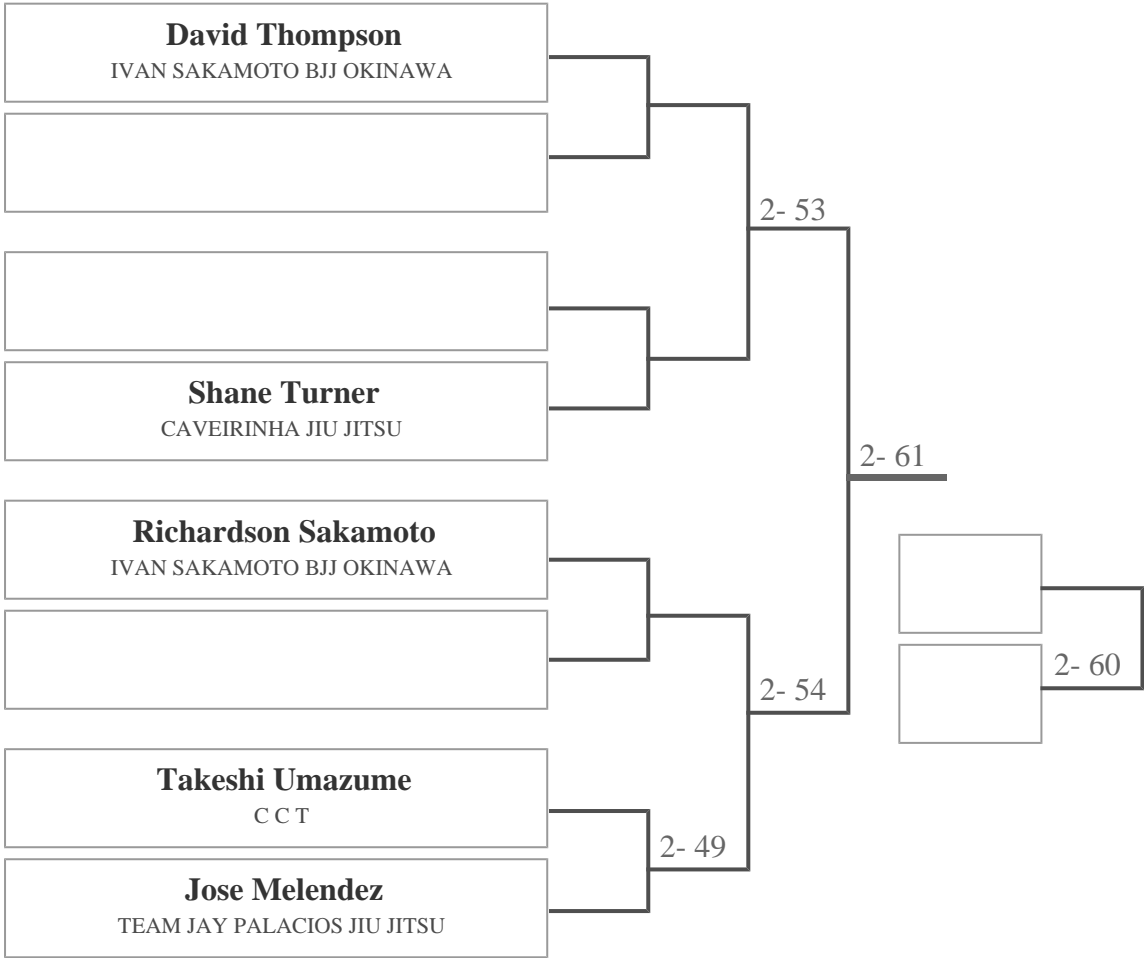 David Thompson
IVAN SAKAMOTO BJJ OKINAWA
2- 53
Shane Turner
CAVEIRINHA JIU JITSU
2- 61
Richardson Sakamoto
IVAN SAKAMOTO BJJ OKINAWA
2- 60
2- 54
Takeshi Umazume
C C T
2- 49
Jose Melendez
TEAM JAY PALACIOS JIU JITSU